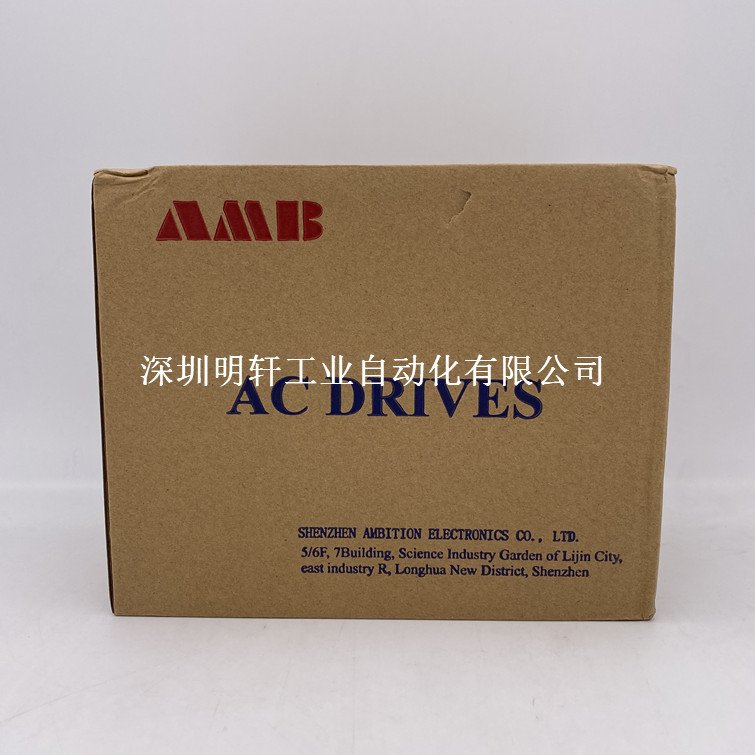 AMB
深圳明轩工业自动化有限公司
AC DRIVES
SHENZHEN AMBITION ELECTRONICS CO., LTD.
5/6F, 7Building, Science Industry Garden of Lijin City,
east industry R, Longhua New District, Shenzhen